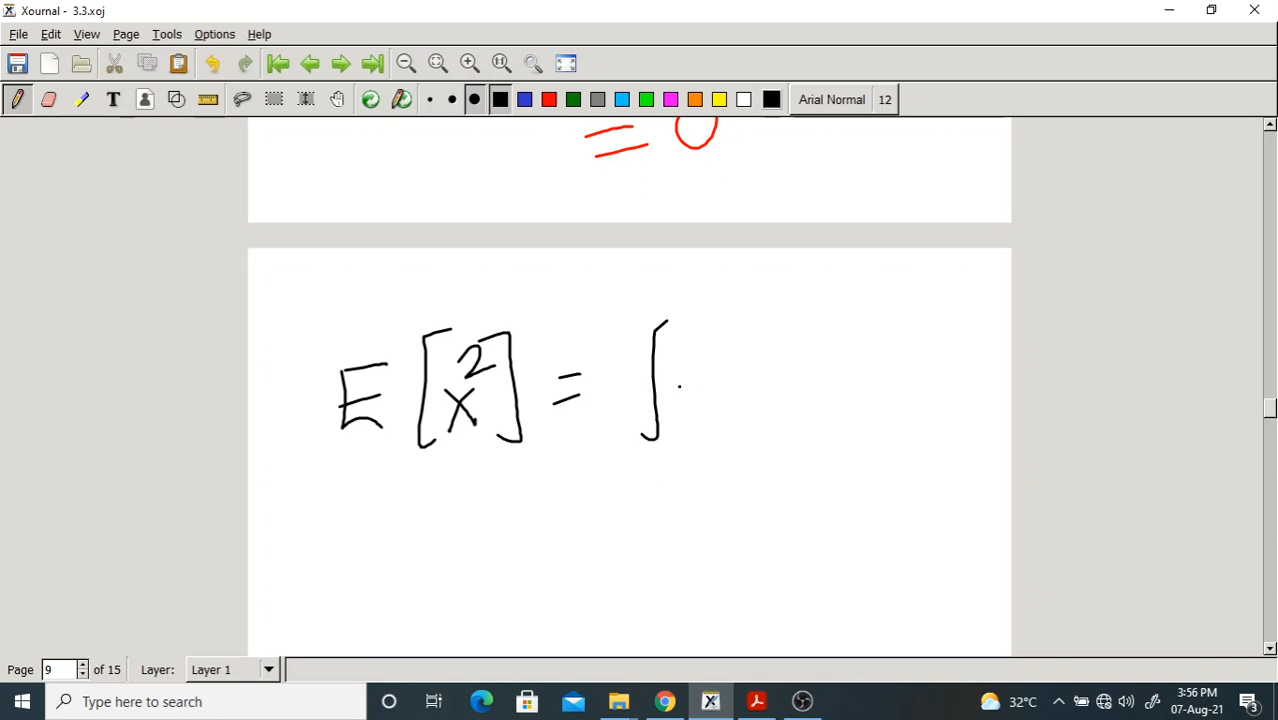 Xournal - 3.3.xoj
File Edit View Page Tools Options Help
Arial Normal 12
= 0
E[X²] = ∫
Page 9 of 15 Layer: Layer 1
Type here to search
32°C
3:56 PM
07-Aug-21
3